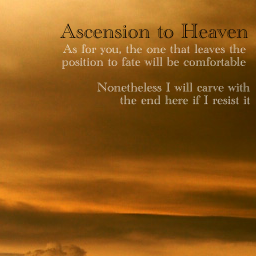 Ascension to Heaven
As for you, the one that leaves the
position to fate will be comfortable
Nonetheless I will carve with
the end here if I resist it